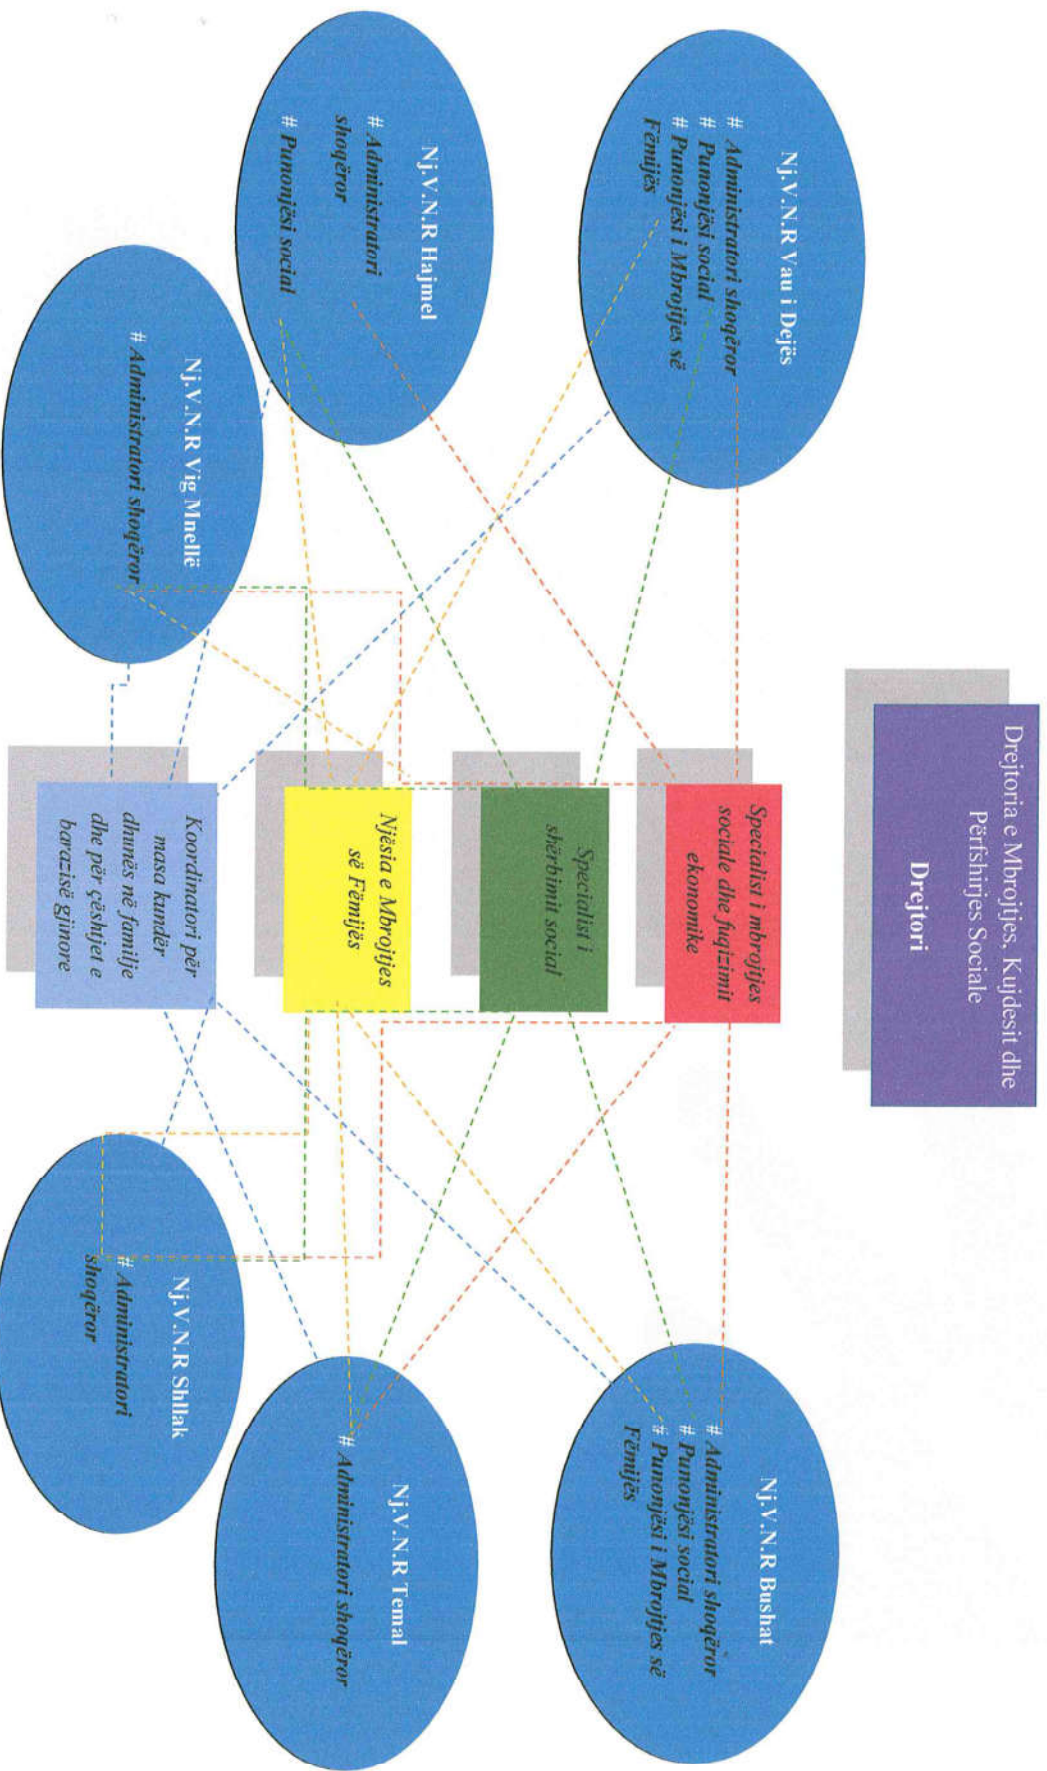 Drejtoria e Mbrojtjes, Kujdesit dhe
Përfshirjes Sociale
Drejtori
Nj.V.N.R Vau i Dejës
# Administratori shoqëror
# Punonjësi social
# Punonjësi i Mbrojtjes së
Fëmijës
Nj.V.N.R Hajmel
# Administratori
shoqëror
# Punonjësi social
Nj.V.N.R Vig Mnellë
# Administratori shoqëror
Specialist i mbrojtjes
sociale dhe fuqizimit
ekonomike
Specialist i
shërbimit social
Njësia e Mbrojtjes
së Fëmijës
Koordinatori për
masa kundër
dhunës në familje
dhe për çështjet e
barazisë gjinore
Nj.V.N.R Bushat
# Administratori shoqëror
# Punonjësi social
# Punonjësi i Mbrojtjes së
Fëmijës
Nj.V.N.R Temal
# Administratori shoqëror
Nj.V.N.R Shllak
# Administratori
shoqëror